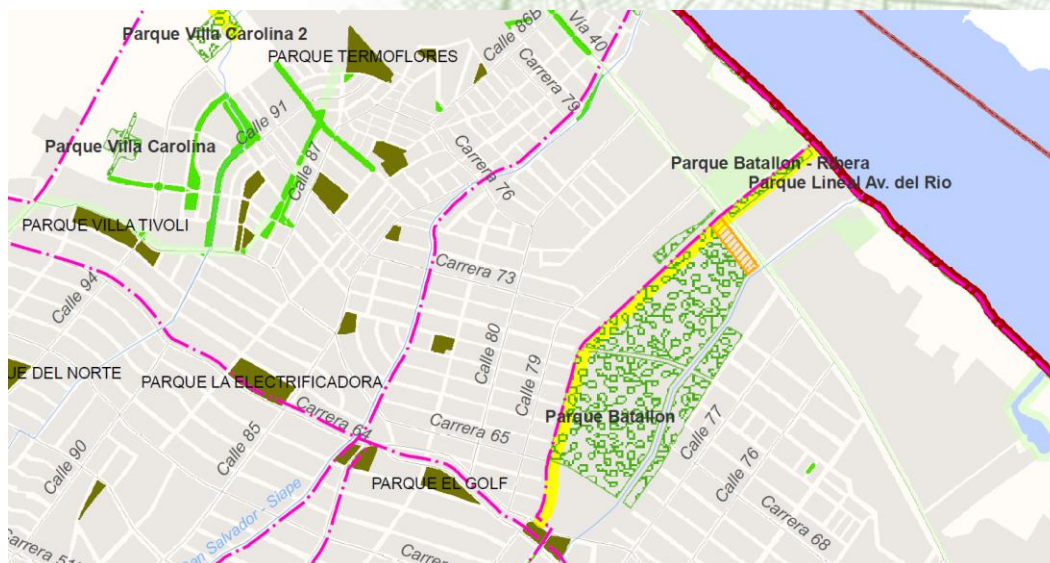 Parque Villa Carolina 2
PARQUE TERMOFLORES
Calle 86B
Via 40
Carrera 79
Calle 91
Parque Villa Carolina
Calle 87
Carrera 76
Parque Batallon - Ribera
Parque Lineal Av. del Rio
PARQUE VILLA TIVOLI
Carrera 73
Calle 94
Calle 80
Calle 79
UE DEL NORTE
PARQUE LA ELECTRIFICADORA
Carrera 64
Carrera 65
Parque Batallon
Calle 77
Calle 90
Calle 85
Calle 76
PARQUE EL GOLF
San Salvador - Siape
Carrera 68
Carrera 51
Carrera